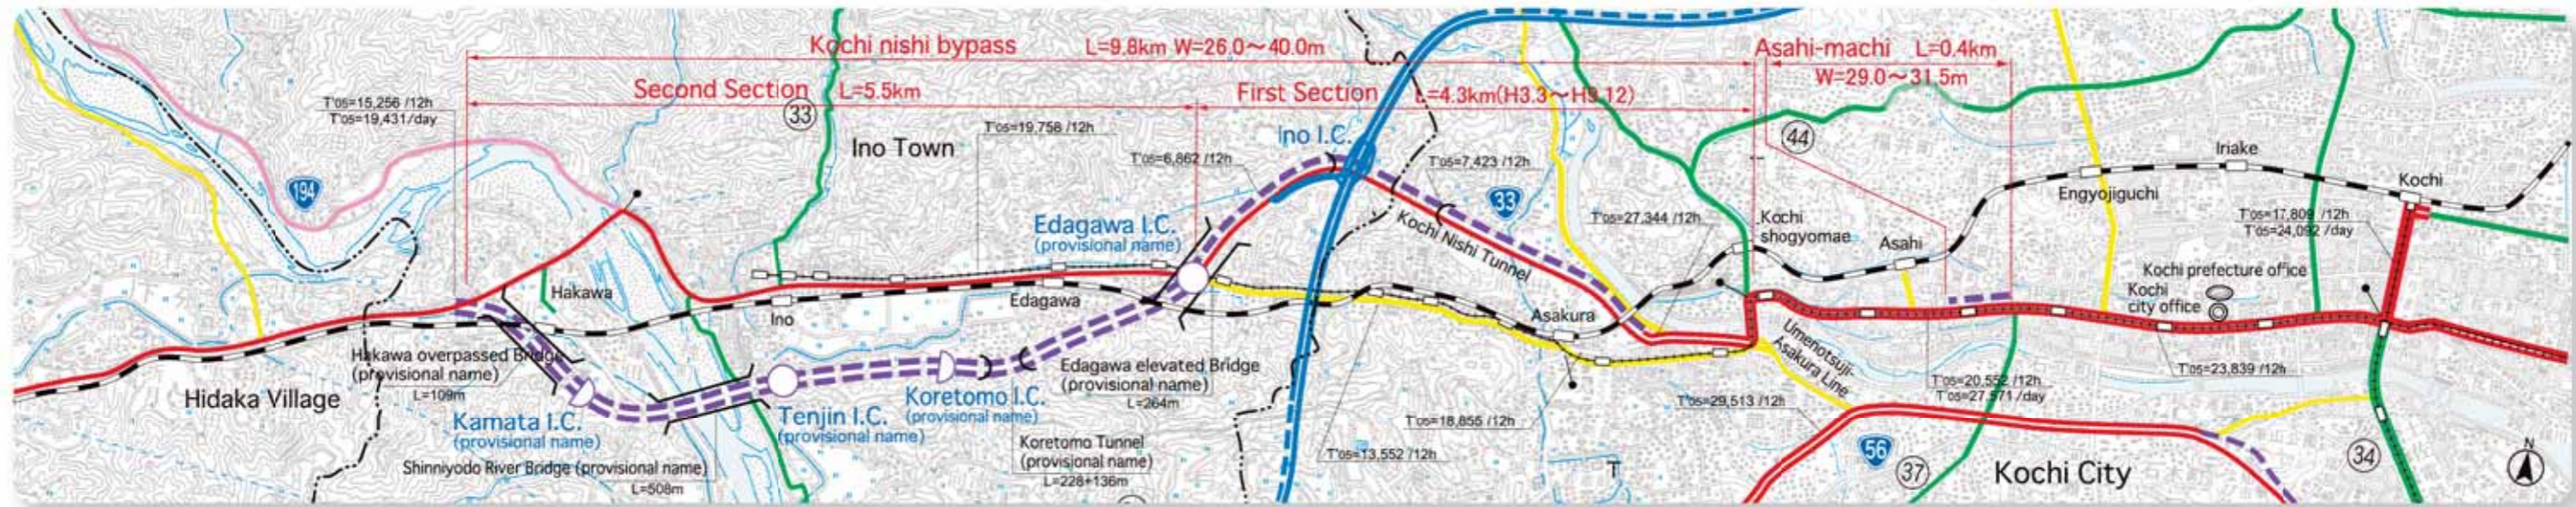 Kochi nishi bypass
L=9.8km W=26.0～40.0m
Asahi-machi L=0.4km
W=29.0～31.5m
Second Section L=5.5km
First Section L=4.3km(H3.3～H9.12)
T'05=15,256 /12h
T'05=19,431/day
33
Ino Town
T'05=19,758 /12h
Ino I.C.
T'05=6,862 /12h
T'05=7,423 /12h
44
Iriake
194
33
Engyojiguchi
Kochi
Edagawa I.C.
(provisional name)
Kochi Nishi Tunnel
T'05=27,344 /12h
Kochi
shogyomae
Asahi
T'05=17,809 /12h
T'05=24,092 /day
Kochi prefecture office
Kochi
city office
Hakawa
Ino
Edagawa
Asakura
Umenotsuji-
Asakura Line
Hakawa overpassed Bridge
(provisional name)
L=109m
Edagawa elevated Bridge
(provisional name)
L=264m
T'05=23,839 /12h
T'05=20,552 /12h
T'05=27,571 /day
Hidaka Village
Kamata I.C.
(provisional name)
Tenjin I.C.
(provisional name)
Koretomo I.C.
(provisional name)
T'05=29,513 /12h
T'05=18,855 /12h
Koretomo Tunnel
(provisional name)
L=228+136m
T'05=13,552 /12h
Shinniyodo River Bridge (provisional name)
L=508m
T
56
37
Kochi City
34
N